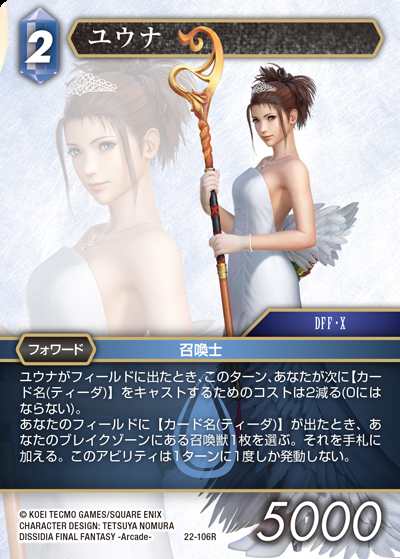 2
ユウナ
DFF・X
フォワード
召喚士
ユウナがフィールドに出たとき、このターン、あなたが次に【カー
ド名(ティーダ)】をキャストするためのコストは2減る(0には
ならない)。
あなたのフィールドに【カード名(ティーダ)】が出たとき、あ
なたのブレイクゾーンにある召喚獣1枚を選ぶ。それを手札に
加える。このアビリティは1ターンに1度しか発動しない。
© KOEI TECMO GAMES/SQUARE ENIX
CHARACTER DESIGN: TETSUYA NOMURA
DISSIDIA FINAL FANTASY -Arcade-
22-106R
5000